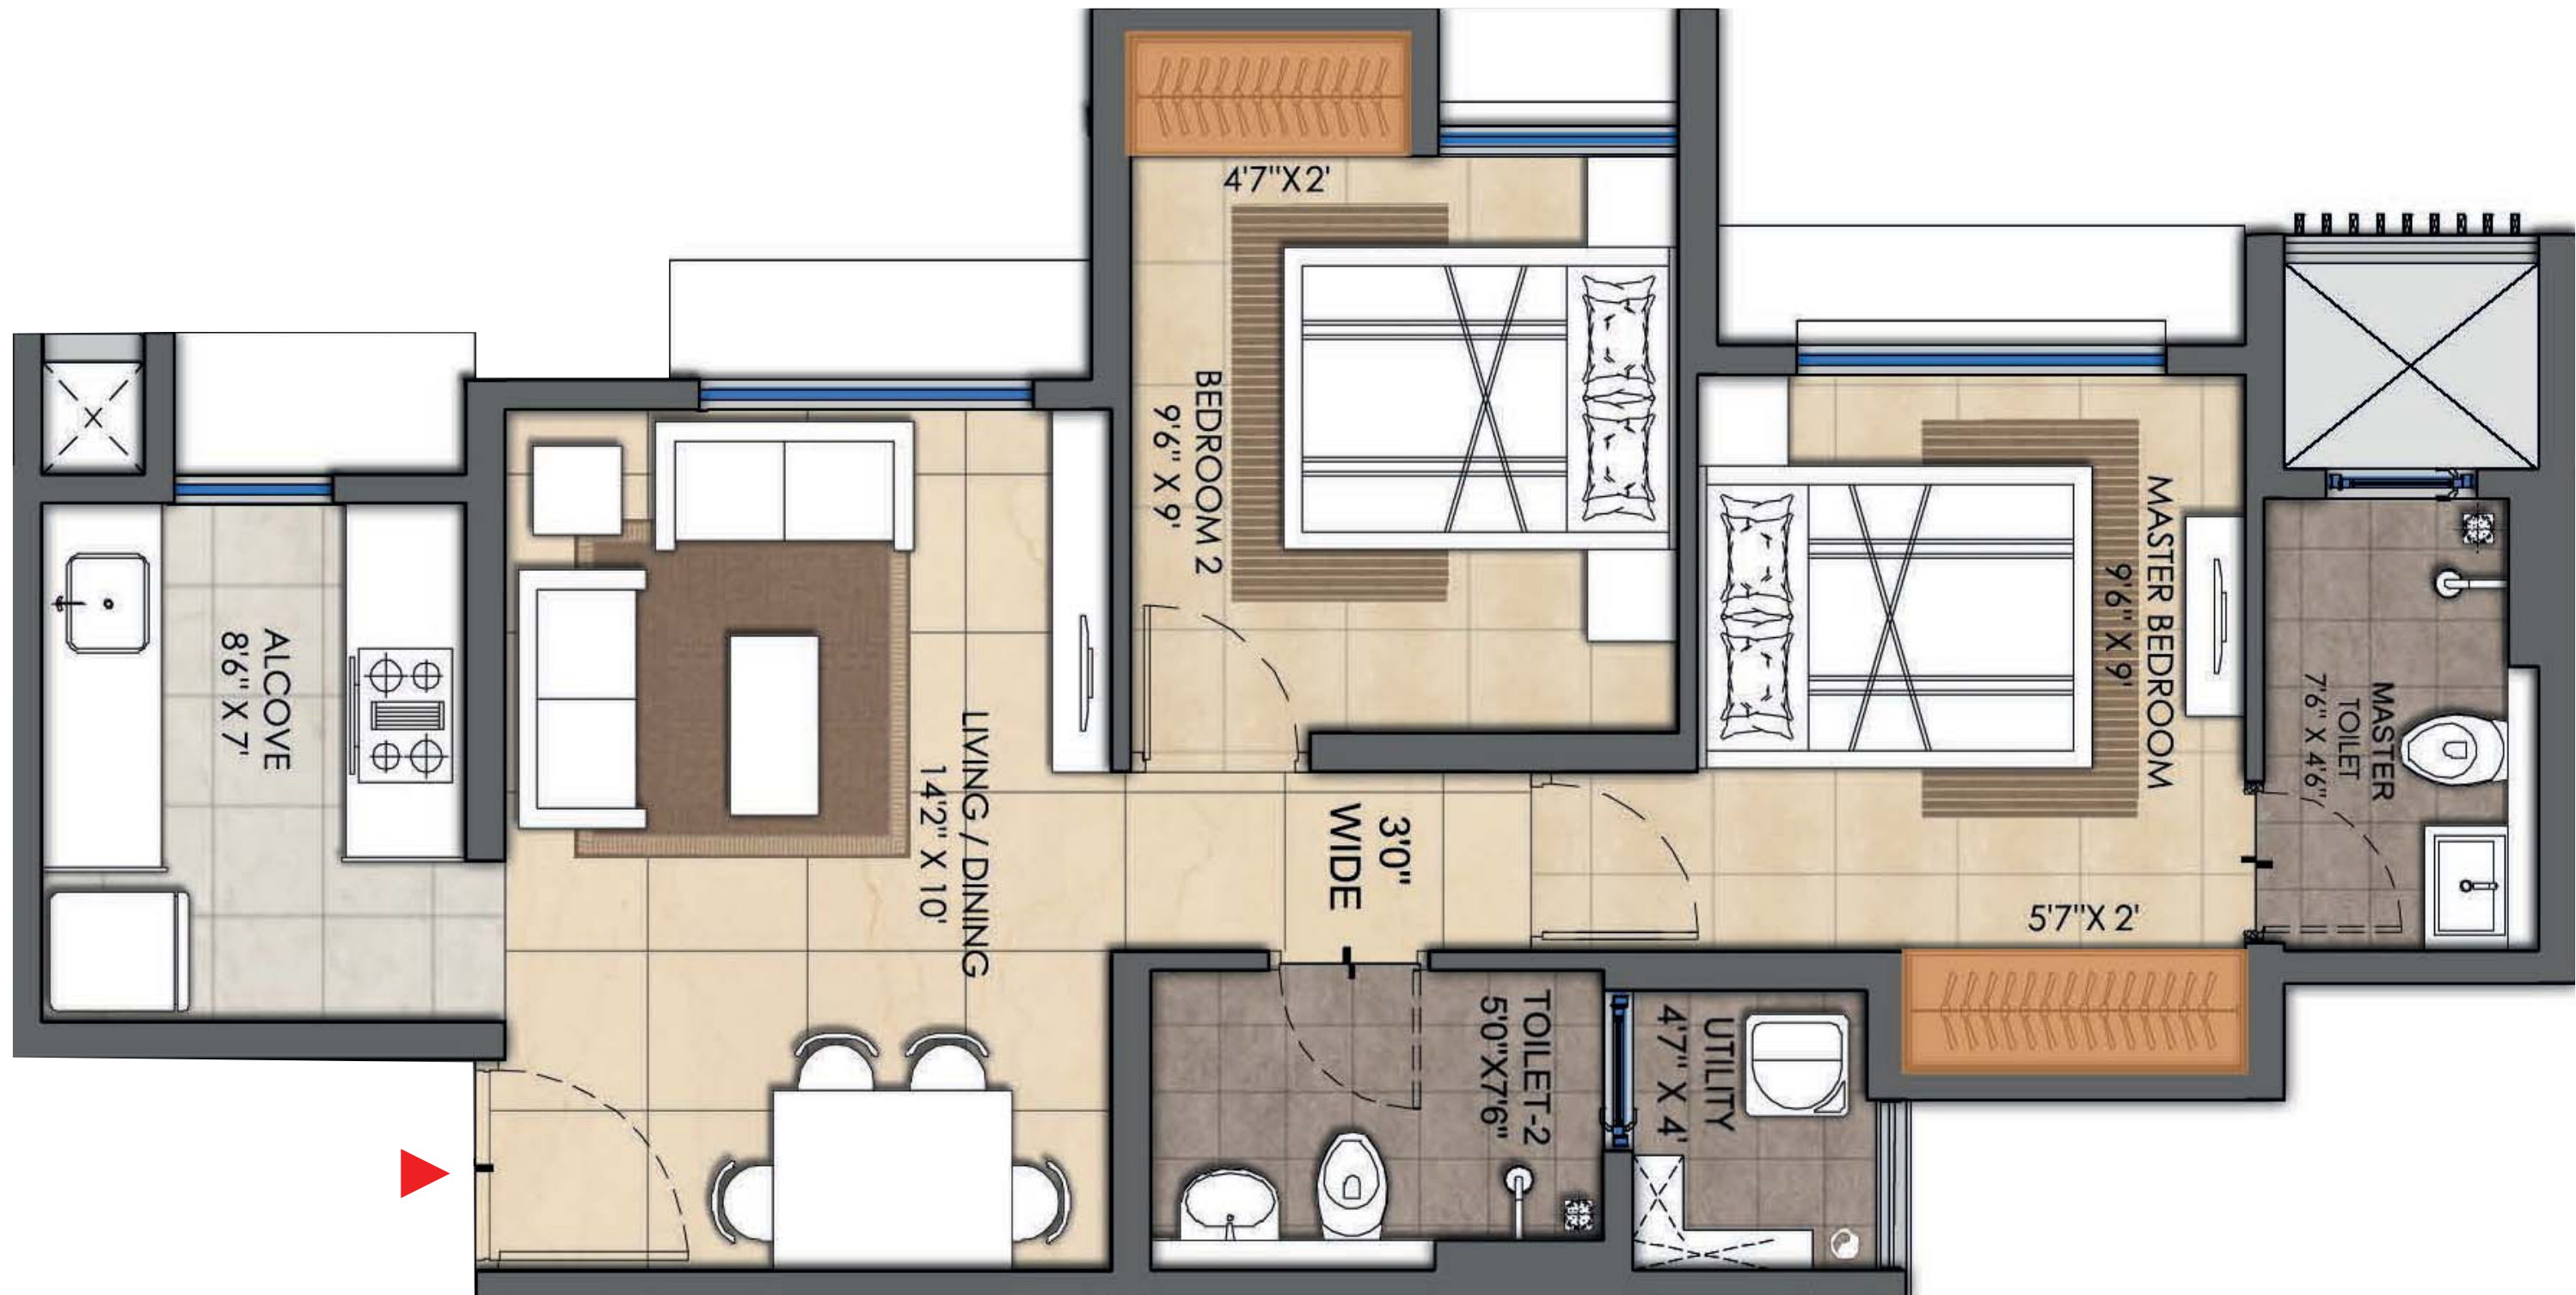 4'7"X2'
BEDROOM 2
9'6" X 9'
MASTER BEDROOM
9'6" X 9'
MASTER
TOILET
7'6" X 4'6"
ALCOVE
8'6" X 7'
LIVING / DINING
14'2" X 10'
3'0"
WIDE
5'7"X 2'
TOILET-2
5'0"X7'6"
UTILITY
4'7" X 4'